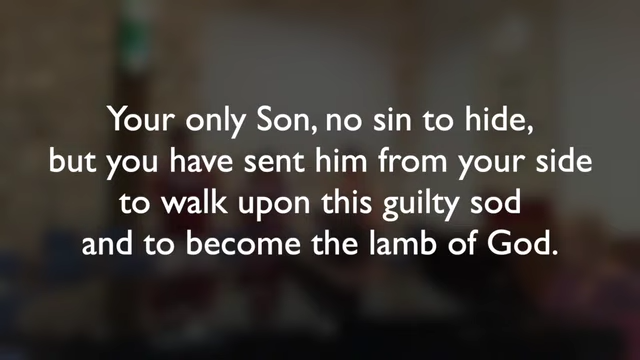 Your only Son, no sin to hide,
but you have sent him from your side
to walk upon this guilty sod
and to become the lamb of God.